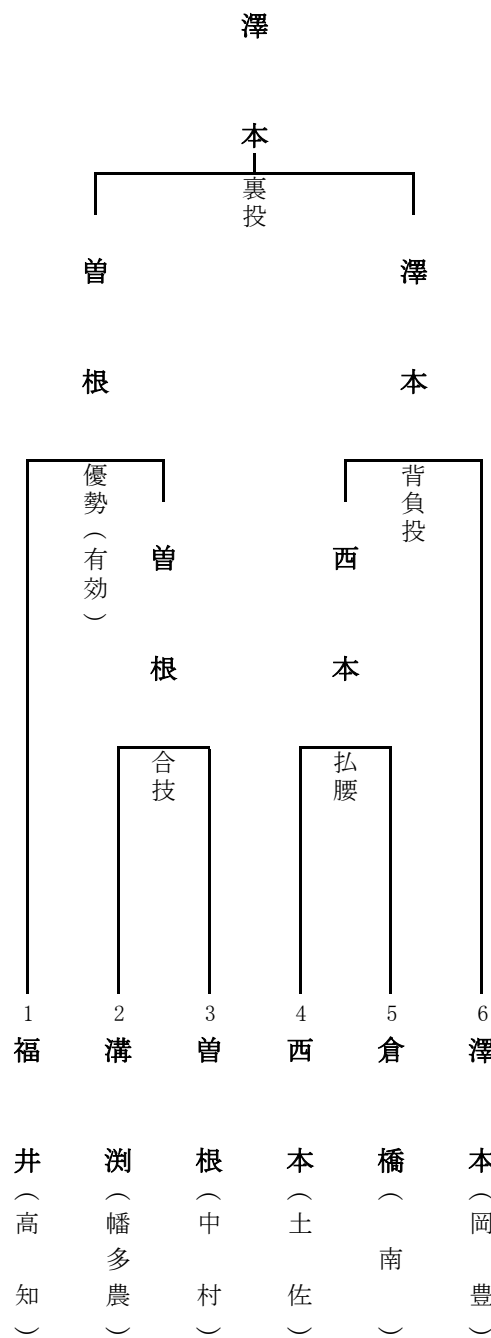 澤本
裏投
曽根
澤本
優勢（有効）
背負投
曽根
西本
合技
払腰
1
2
3
4
5
6
福井（高知）
溝渕（幡多農）
曽根（中村）
西本（土佐）
倉橋（南）
澤本（岡豊）